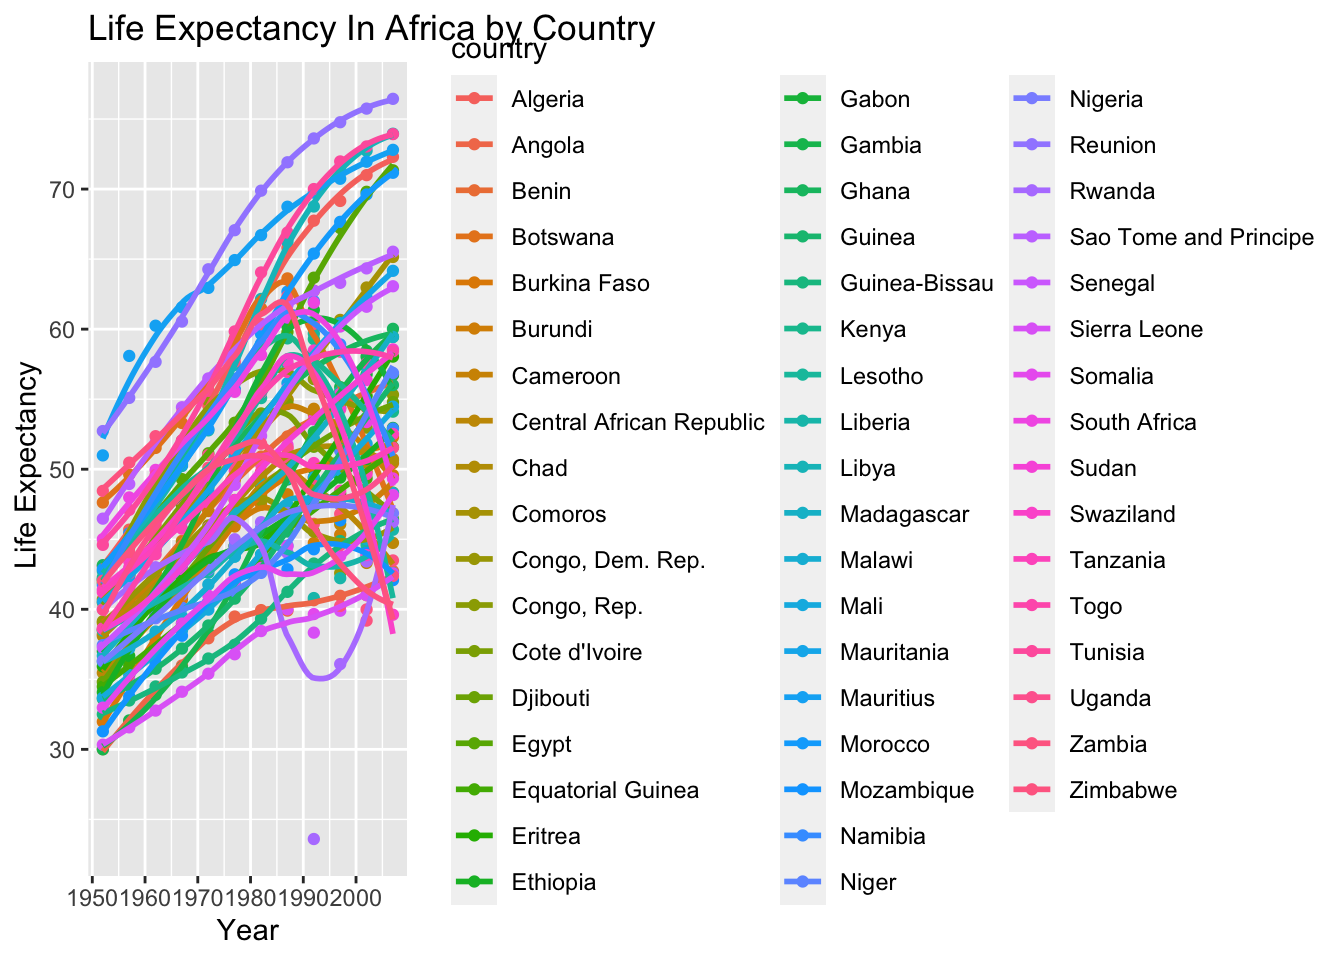 Life Expectancy In Africa by Country
country
Life Expectancy
70
60
50
40
30
1950 1960 1970 1980 1990 2000
Year
Algeria
Angola
Benin
Botswana
Burkina Faso
Burundi
Cameroon
Central African Republic
Chad
Comoros
Congo, Dem. Rep.
Congo, Rep.
Cote d'Ivoire
Djibouti
Egypt
Equatorial Guinea
Eritrea
Ethiopia
Gabon
Gambia
Ghana
Guinea
Guinea-Bissau
Kenya
Lesotho
Liberia
Libya
Madagascar
Malawi
Mali
Mauritania
Mauritius
Morocco
Mozambique
Namibia
Niger
Nigeria
Reunion
Rwanda
Sao Tome and Principe
Senegal
Sierra Leone
Somalia
South Africa
Sudan
Swaziland
Tanzania
Togo
Tunisia
Uganda
Zambia
Zimbabwe